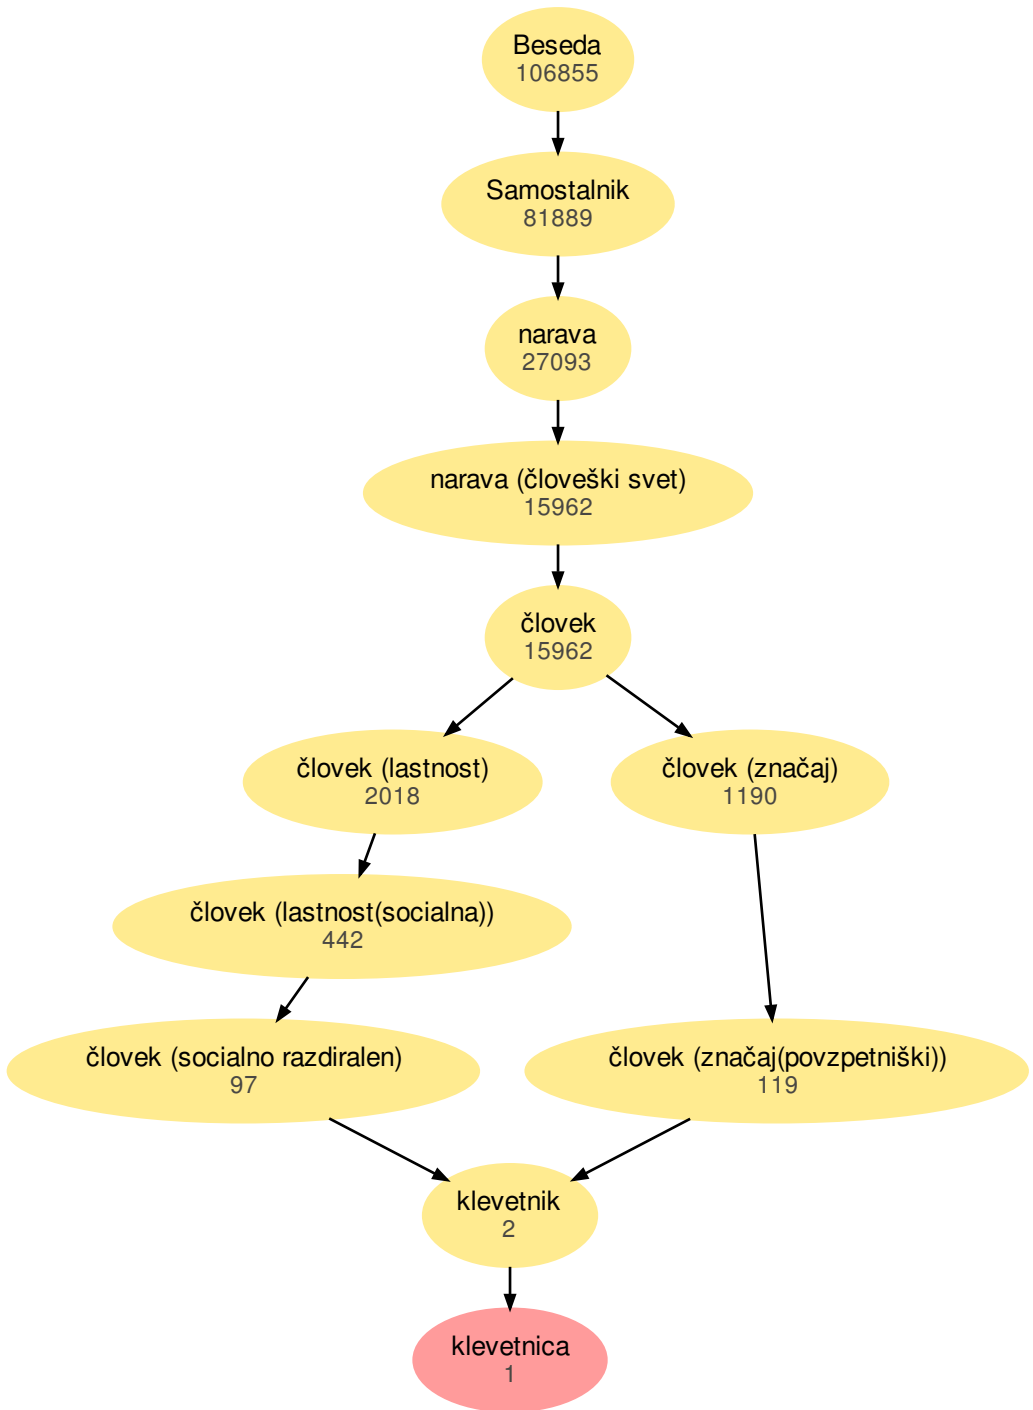 Beseda
106855
Samostalnik
81889
narava
27093
narava (človeški svet)
15962
človek
15962
človek (lastnost)
2018
človek (značaj)
1190
človek (lastnost(socialna))
442
človek (socialno razdiralen)
97
človek (značaj(povzpetniški))
119
klevetnik
2
klevetnica
1